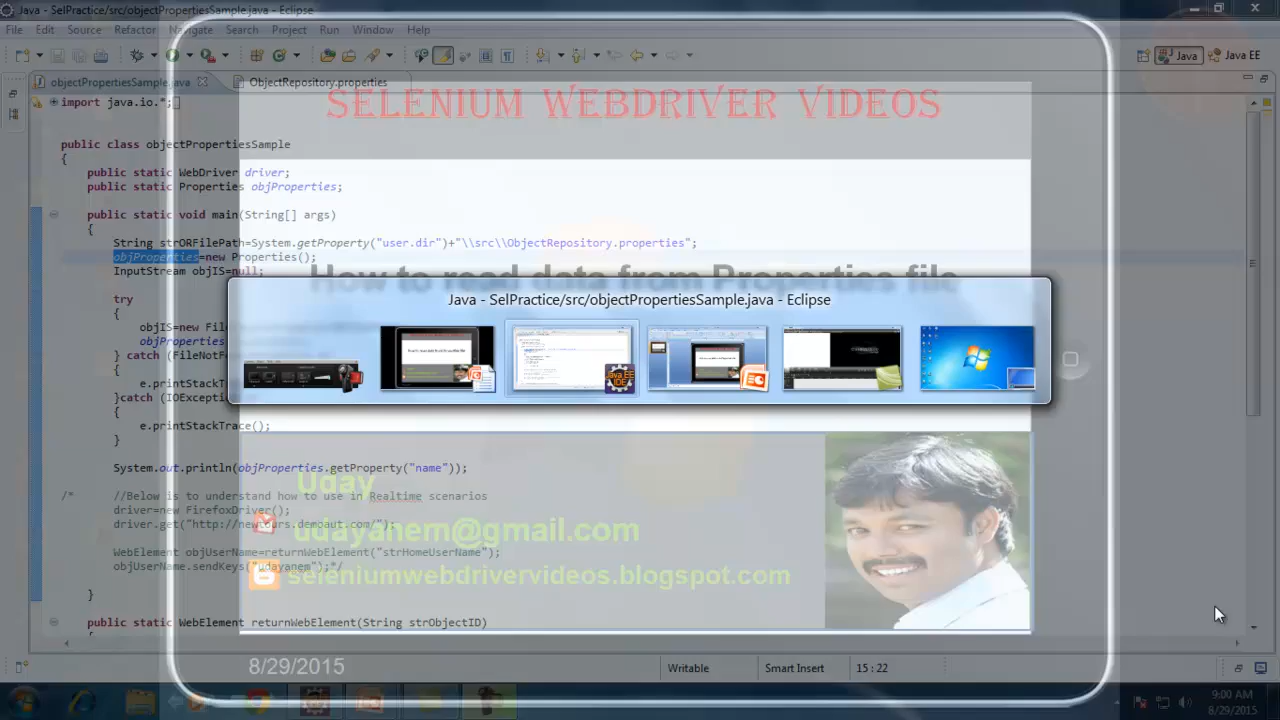 Java - SelPractice/src/objectPropertiesSample.java - Eclipse
File Edit Source Refactor Navigate Search Project Run Window Help
Java Java EE
objectPropertiesSample.java ObjectRepository.properties
SELENIUM WEBDRIVER VIDEOS
import java.io.*;
public class objectPropertiesSample
{
public static WebDriver driver;
public static Properties objProperties;
public static void main(String[] args)
{
String strORFilePath=System.getProperty("user.dir")+"\\src\\ObjectRepository.properties";
objProperties=new Properties();
InputStream objIS=null;
How to read data from Properties file
Java - SelPractice/src/objectPropertiesSample.java - Eclipse
try
{
objIS=new File
objProperties
} catch (FileNotF
{
e.printStackT
}catch (IOException
{
e.printStackTrace();
}
System.out.println(objProperties.getProperty("name"));
Uday
/* //Below is to understand how to use in Realtime scenarios
driver=new FirefoxDriver();
driver.get("http://newtours.demoaut.com/");
udayanem@gmail.com
WebElement objUserName=returnWebElement("strHomeUserName");
objUserName.sendKeys("udayanem");*/
seleniumwebdrivervideos.blogspot.com
}
public static WebElement returnWebElement(String strObjectID)
8/29/2015
Writable Smart Insert 15 : 22
9:00 AM
8/29/2015